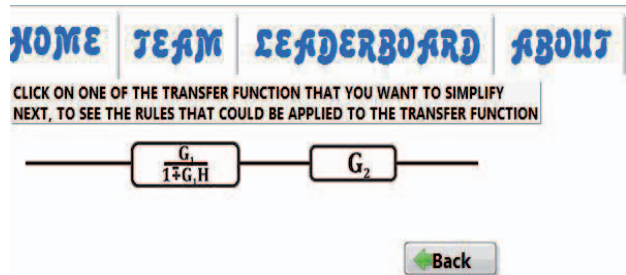 HOME TEAM LEADERBOARD ABOUT
CLICK ON ONE OF THE TRANSFER FUNCTION THAT YOU WANT TO SIMPLIFY
NEXT, TO SEE THE RULES THAT COULD BE APPLIED TO THE TRANSFER FUNCTION
G₁
1∓G₁H
G₂
Back